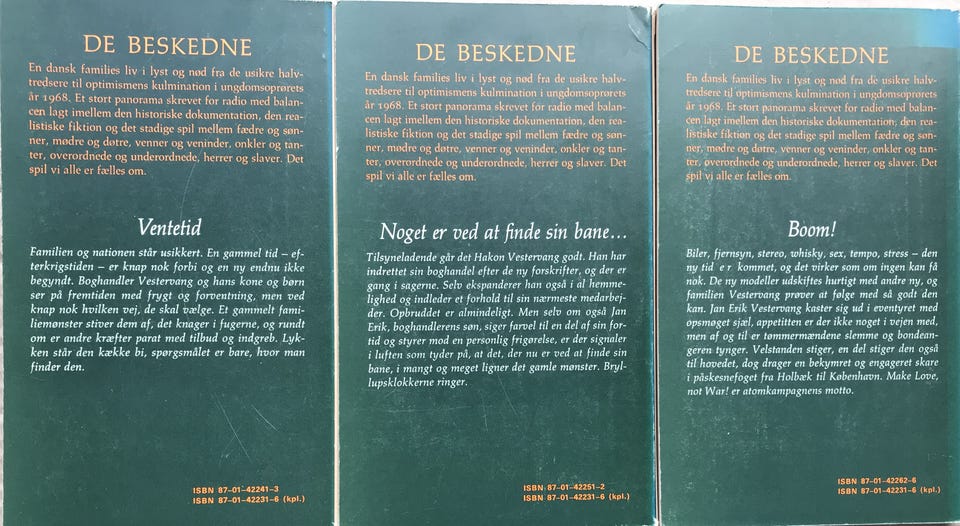 DE BESKEDNE
En dansk families liv i lyst og nød fra de usikre halv-
tredsere til optimismens kulmination i ungdomsoprørets
år 1968. Et stort panorama skrevet for radio med balan-
cen lagt imellem den historiske dokumentation, den rea-
listiske fiktion og det stadige spil mellem fædre og søn-
ner, mødre og døtre, venner og veninder, onkler og tan-
ter, overordnede og underordnede, herrer og slaver. Det
spil vi alle er fælles om.
Ventetid
Familien og nationen står usikkert. En gammel tid – ef-
terkrigstiden – er knap nok forbi og en ny endnu ikke
begyndt. Boghandler Vestervang og hans kone og børn
ser på fremtiden med frygt og forventning, men ved
knap nok hvilken vej, de skal vælge. Et gammelt fami-
liemønster stiver dem af, det knager i fugerne, og rundt
om er andre kræfter parat med tilbud og indgreb. Lyk-
ken står den kække bi, spørgsmålet er bare, hvor man
finder den.
ISBN 87-01-42241-3
ISBN 87-01-42231-6 (kpl.)
DE BESKEDNE
En dansk families liv i lyst og nød fra de usikre halv-
tredsere til optimismens kulmination i ungdomsoprørets
år 1968. Et stort panorama skrevet for radio med balan-
cen lagt imellem den historiske dokumentation, den rea-
listiske fiktion og det stadige spil mellem fædre og søn-
ner, mødre og døtre, venner og veninder, onkler og tan-
ter, overordnede og underordnede, herrer og slaver. Det
spil vi alle er fælles om.
Noget er ved at finde sin bane...
Tilsyneladende går det Hakon Vestervang godt. Han har
indrettet sin boghandel efter de ny forskrifter, og der er
gang i sagerne. Selv ekspanderer han også i al hemme-
lighed og indleder et forhold til sin nærmeste medarbej-
der. Opbruddet er almindeligt. Men selv om også Jan
Erik, boghandlerens søn, siger farvel til en del af sin for-
tid og styrer mod en personlig frigørelse, er der signaler
i luften som tyder på, at det, der nu er ved at finde sin
bane, i mangt og meget ligner det gamle mønster. Bryl-
lupsklokkerne ringer.
ISBN 87-01-42251-2
ISBN 87-01-42231-6 (kpl.)
DE BESKEDNE
En dansk families liv i lyst og nød fra de usikre halv-
tredsere til optimismens kulmination i ungdomsoprørets
år 1968. Et stort panorama skrevet for radio med balan-
cen lagt imellem den historiske dokumentation, den rea-
listiske fiktion og det stadige spil mellem fædre og søn-
ner, mødre og døtre, venner og veninder, onkler og tan-
ter, overordnede og underordnede, herrer og slaver. Det
spil vi alle er fælles om.
Boom!
Biler, fjernsyn, stereo, whisky, sex, tempo, stress – den
ny tid er kommet, og det virker som om ingen kan få
nok. De ny modeller udskiftes hurtigt med andre ny, og
familien Vestervang prøver at følge med så godt den
kan. Jan Erik Vestervang kaster sig ud i eventyret med
opsmøget sjæl, appetitten er der ikke noget i vejen med,
men af og til er tømmermændene slemme og bondean-
geren tynger. Velstanden stiger, en del stiger den også
til hovedet, dog drager en bekymret og engageret skare
i påskesnefoget fra Holbæk til København. Make Love,
not War! er atomkampagnens motto.
ISBN 87-01-42262-6
ISBN 87-01-42231-6 (kpl.)